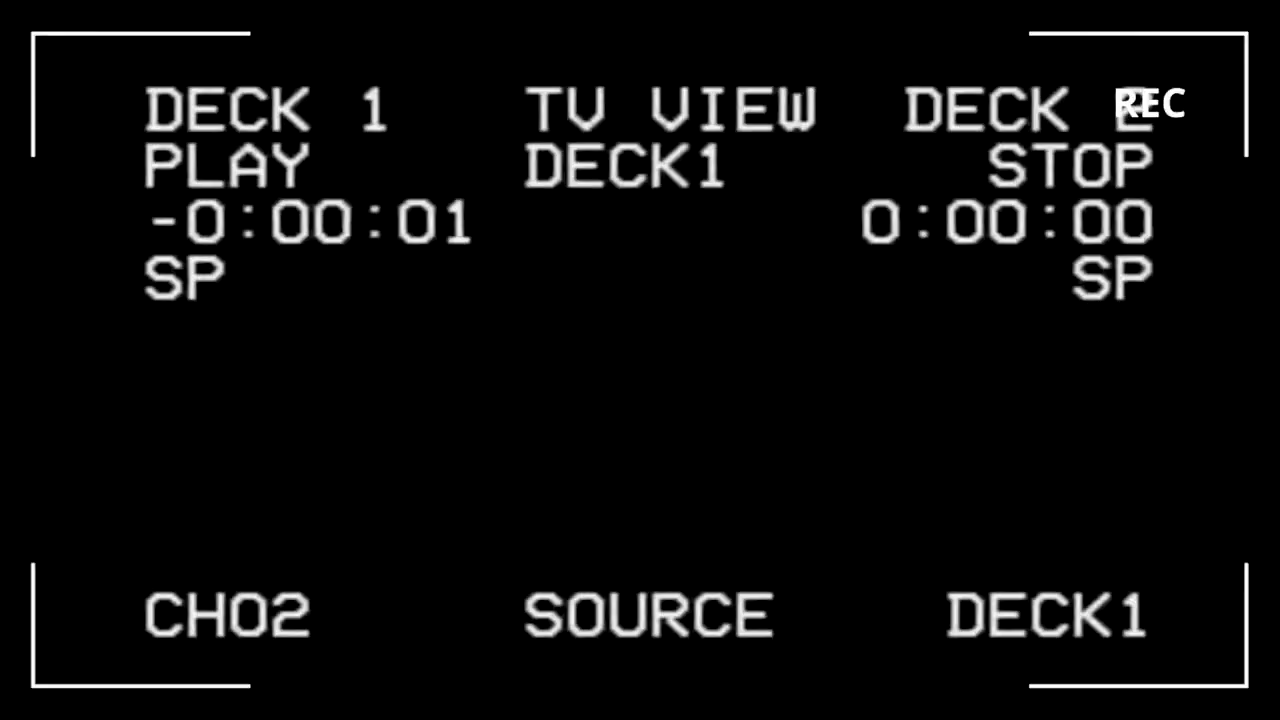 DECK 1 TV VIEW DECK
REC
PLAY DECK1 STOP
-0:00:01 0:00:00
SP SP
CH02 SOURCE DECK1